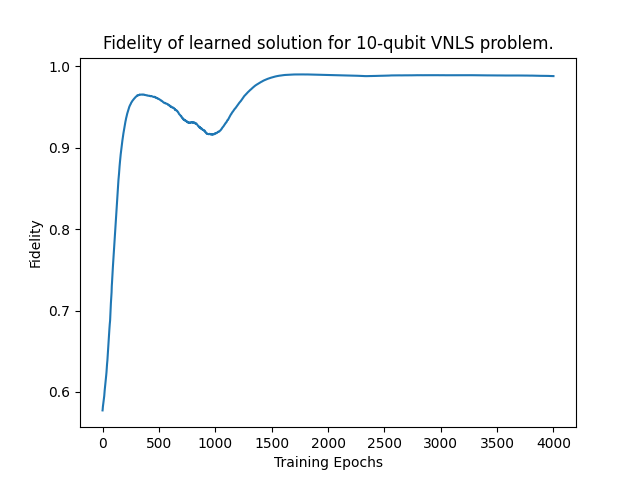 Fidelity of learned solution for 10-qubit VNLS problem.
1.0
0.9
0.8
0.7
0.6
Fidelity
0 500 1000 1500 2000 2500 3000 3500 4000
Training Epochs